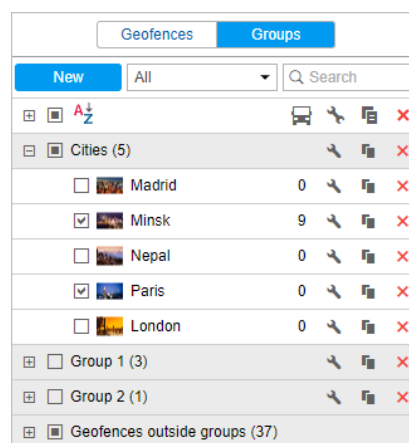 Geofences Groups
New All Search
A Z
Cities (5)
Madrid 0
Minsk 9
Nepal 0
Paris 0
London 0
Group 1 (3)
Group 2 (1)
Geofences outside groups (37)